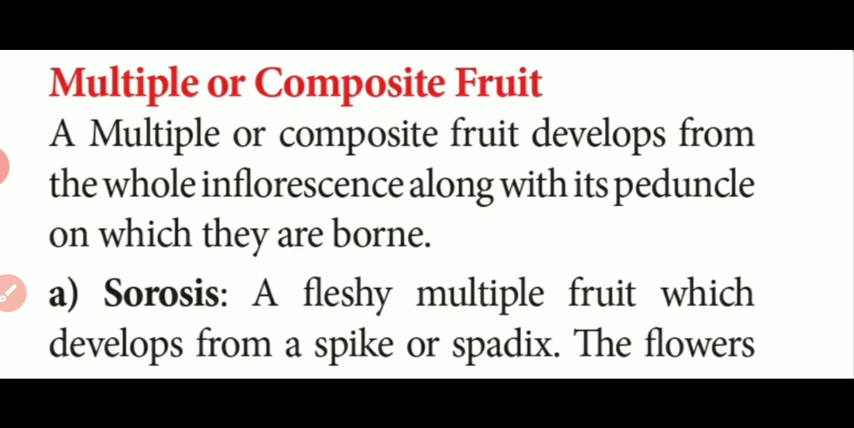 Multiple or Composite Fruit
A Multiple or composite fruit develops from
the whole inflorescence along with its peduncle
on which they are borne.
a) Sorosis: A fleshy multiple fruit which
develops from a spike or spadix. The flowers